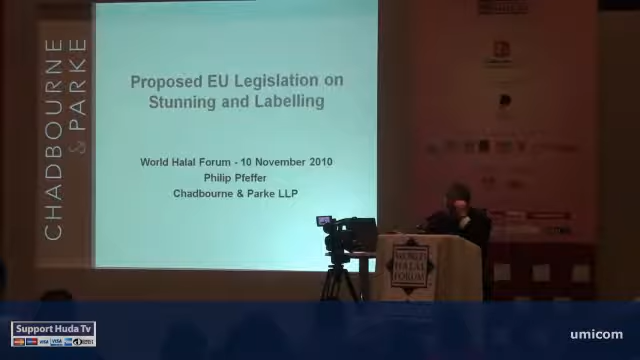 CHADBOURNE
& PARKE
Proposed EU Legislation on
Stunning and Labelling
World Halal Forum - 10 November 2010
Philip Pfeffer
Chadbourne & Parke LLP
WORLD
HALAL
FORUM
Support Huda Tv
umicom